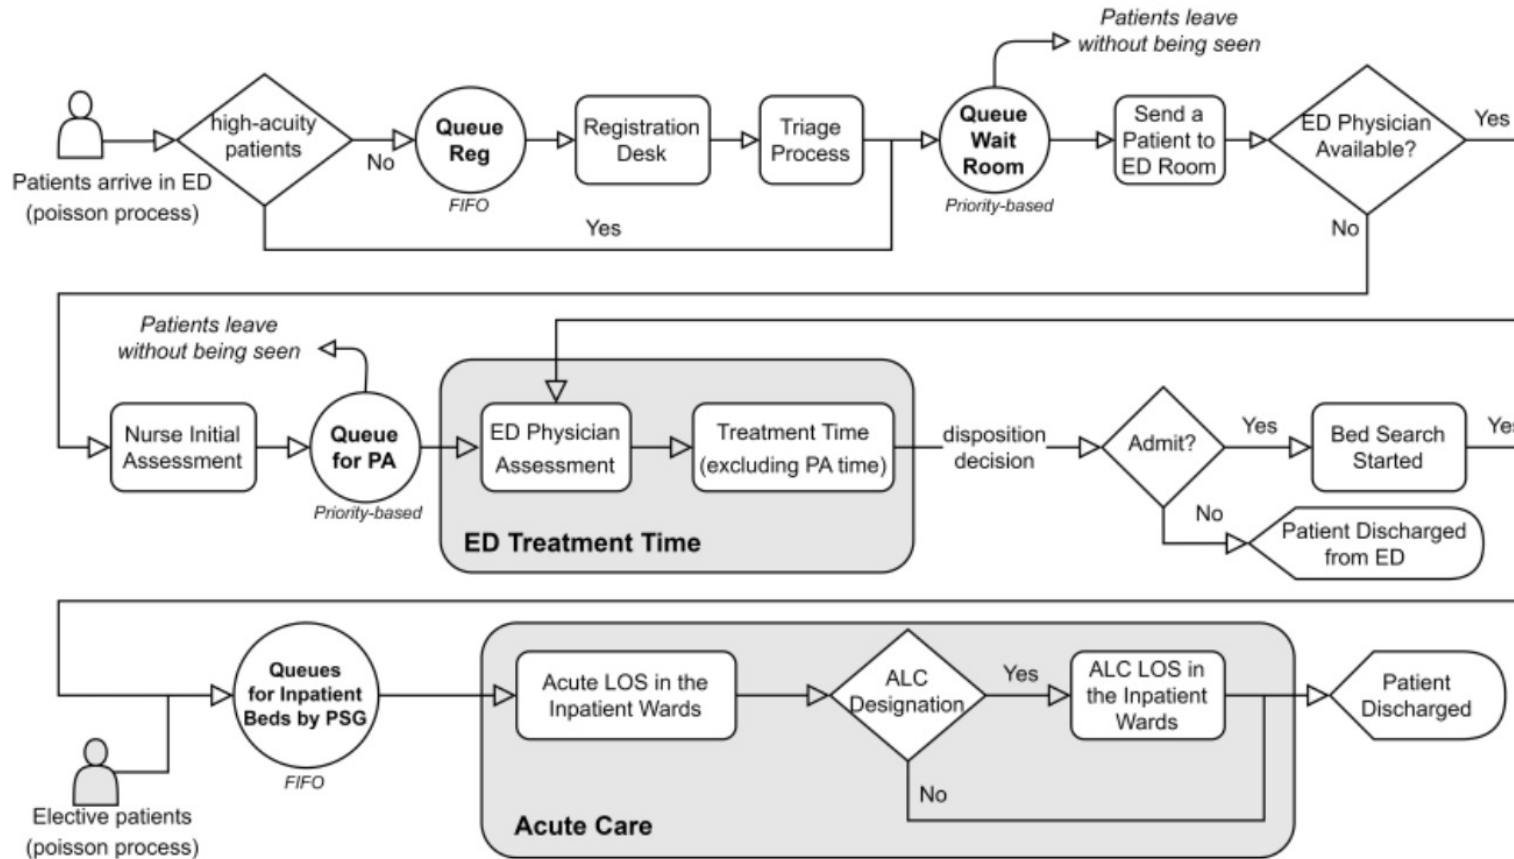 Patients leave
without being seen
high-acuity
patients
No
Queue
Reg
FIFO
Registration
Desk
Triage
Process
Queue
Wait
Room
Priority-based
Send a
Patient to
ED Room
ED Physician
Available?
Yes
Patients arrive in ED
(poisson process)
Yes
No
Patients leave
without being seen
Nurse Initial
Assessment
Queue
for PA
Priority-based
ED Physician
Assessment
Treatment Time
(excluding PA time)
ED Treatment Time
disposition
decision
Admit?
Yes
Bed Search
Started
Yes
No
Patient Discharged
from ED
Queues
for Inpatient
Beds by PSG
FIFO
Elective patients
(poisson process)
Acute LOS in the
Inpatient Wards
ALC
Designation
Yes
ALC LOS in
the Inpatient
Wards
No
Acute Care
Patient
Discharged